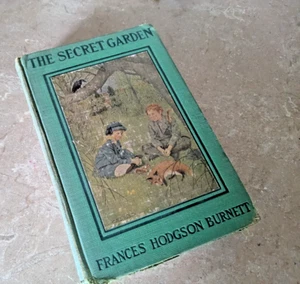 THE SECRET GARDEN
FRANCES HODGSON BURNETT